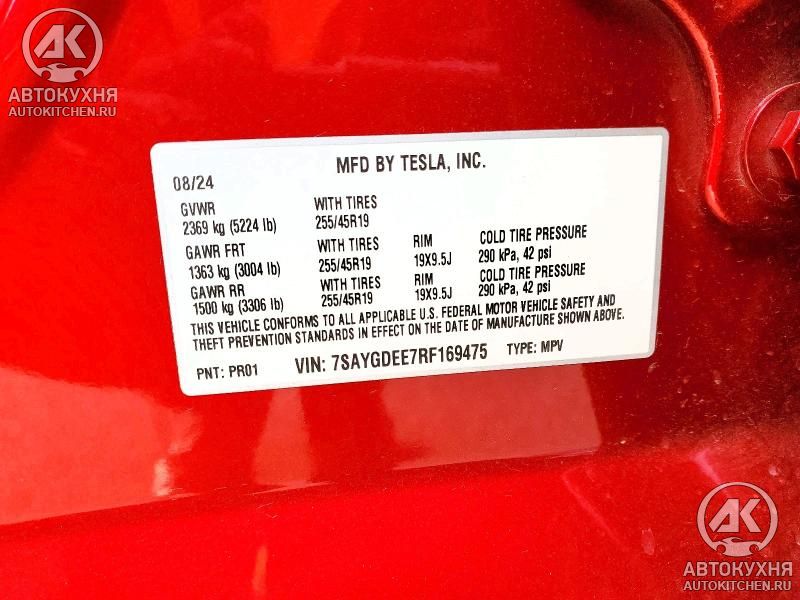 AK
АВТОКУХНЯ
AUTOKITCHEN.RU
MFD BY TESLA, INC.
08/24
GVWR WITH TIRES
2369 kg (5224 lb) 255/45R19
GAWR FRT WITH TIRES RIM COLD TIRE PRESSURE
1363 kg (3004 lb) 255/45R19 19X9.5J 290 kPa, 42 psi
GAWR RR WITH TIRES RIM COLD TIRE PRESSURE
1500 kg (3306 lb) 255/45R19 19X9.5J 290 kPa, 42 psi
THIS VEHICLE CONFORMS TO ALL APPLICABLE U.S. FEDERAL MOTOR VEHICLE SAFETY AND
THEFT PREVENTION STANDARDS IN EFFECT ON THE DATE OF MANUFACTURE SHOWN ABOVE.
PNT: PR01 VIN: 7SAYGDEE7RF169475 TYPE: MPV
AK
АВТОКУХНЯ
AUTOKITCHEN.RU